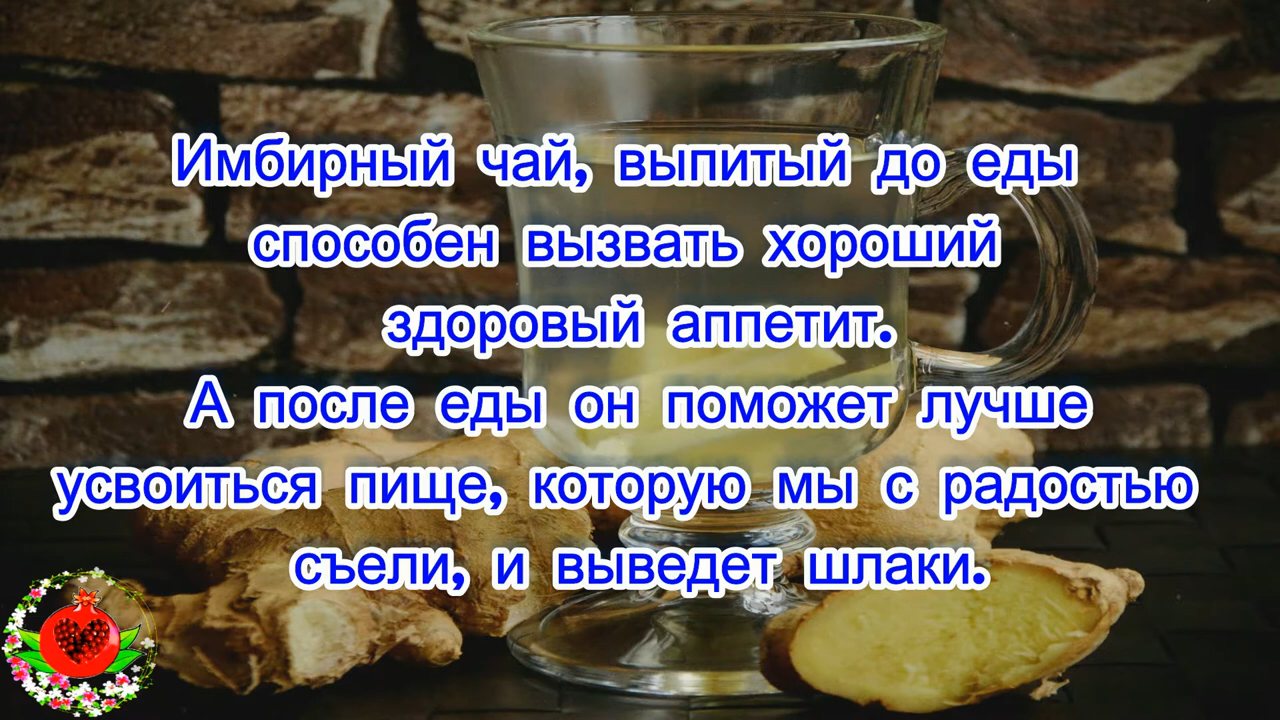 Имбирный чай, выпитый до еды
способен вызвать хороший
здоровый аппетит.
А после еды он поможет лучше
усвоиться пище, которую мы с радостью
съели, и выведет шлаки.